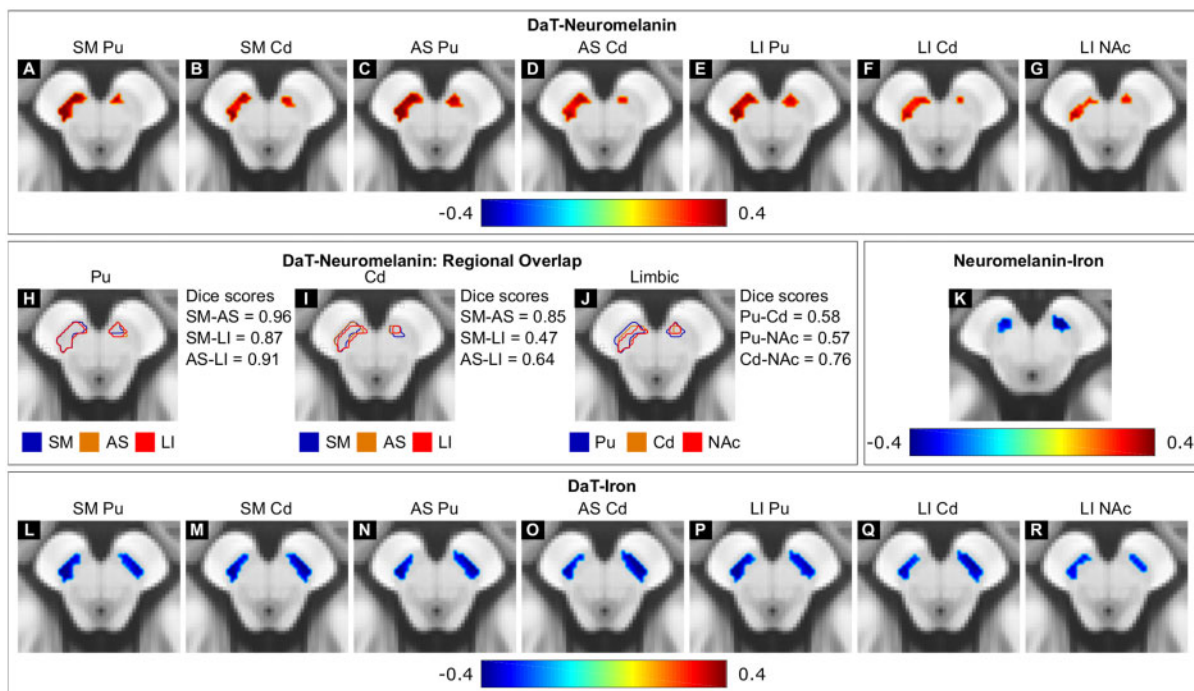 DaT-Neuromelanin
SM Pu SM Cd AS Pu AS Cd LI Pu LI Cd LI NAc
A B C D E F G
-0.4 0.4
DaT-Neuromelanin: Regional Overlap
Pu Cd Limbic
H I J
Dice scores
SM-AS = 0.96
SM-LI = 0.87
AS-LI = 0.91
Dice scores
SM-AS = 0.85
SM-LI = 0.47
AS-LI = 0.64
Dice scores
Pu-Cd = 0.58
Pu-NAc = 0.57
Cd-NAc = 0.76
SM AS LI
SM AS LI
Pu Cd NAc
Neuromelanin-Iron
K
-0.4 0.4
DaT-Iron
SM Pu SM Cd AS Pu AS Cd LI Pu LI Cd LI NAc
L M N O P Q R
-0.4 0.4